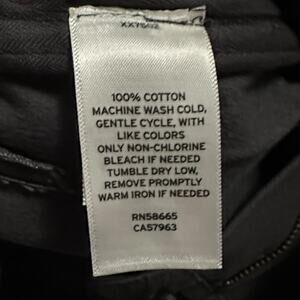 100% COTTON
MACHINE WASH COLD,
GENTLE CYCLE, WITH
LIKE COLORS
ONLY NON-CHLORINE
BLEACH IF NEEDED
TUMBLE DRY LOW,
REMOVE PROMPTLY
WARM IRON IF NEEDED
RN58665
CA57963